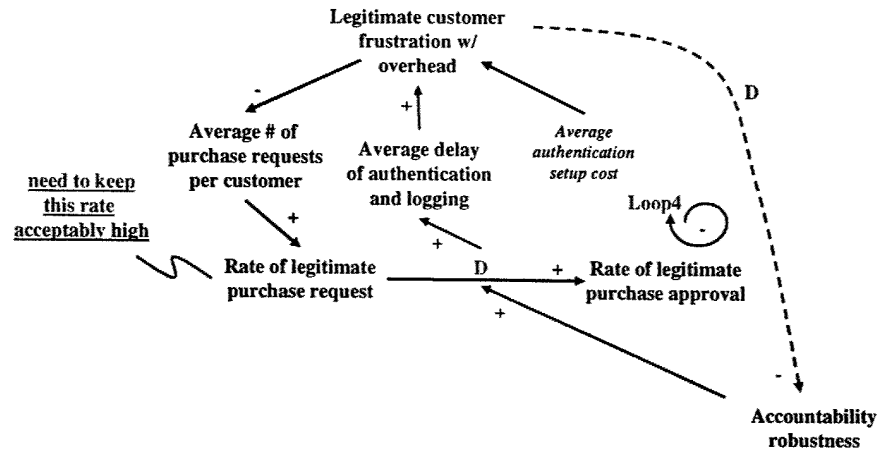 Legitimate customer
frustration w/
overhead
D
-
+
Average # of
purchase requests
per customer
Average delay
of authentication
and logging
Average
authentication
setup cost
need to keep
this rate
acceptably high
+
+
Loop4
-
Rate of legitimate
purchase request
D
+
Rate of legitimate
purchase approval
+
-
Accountability
robustness